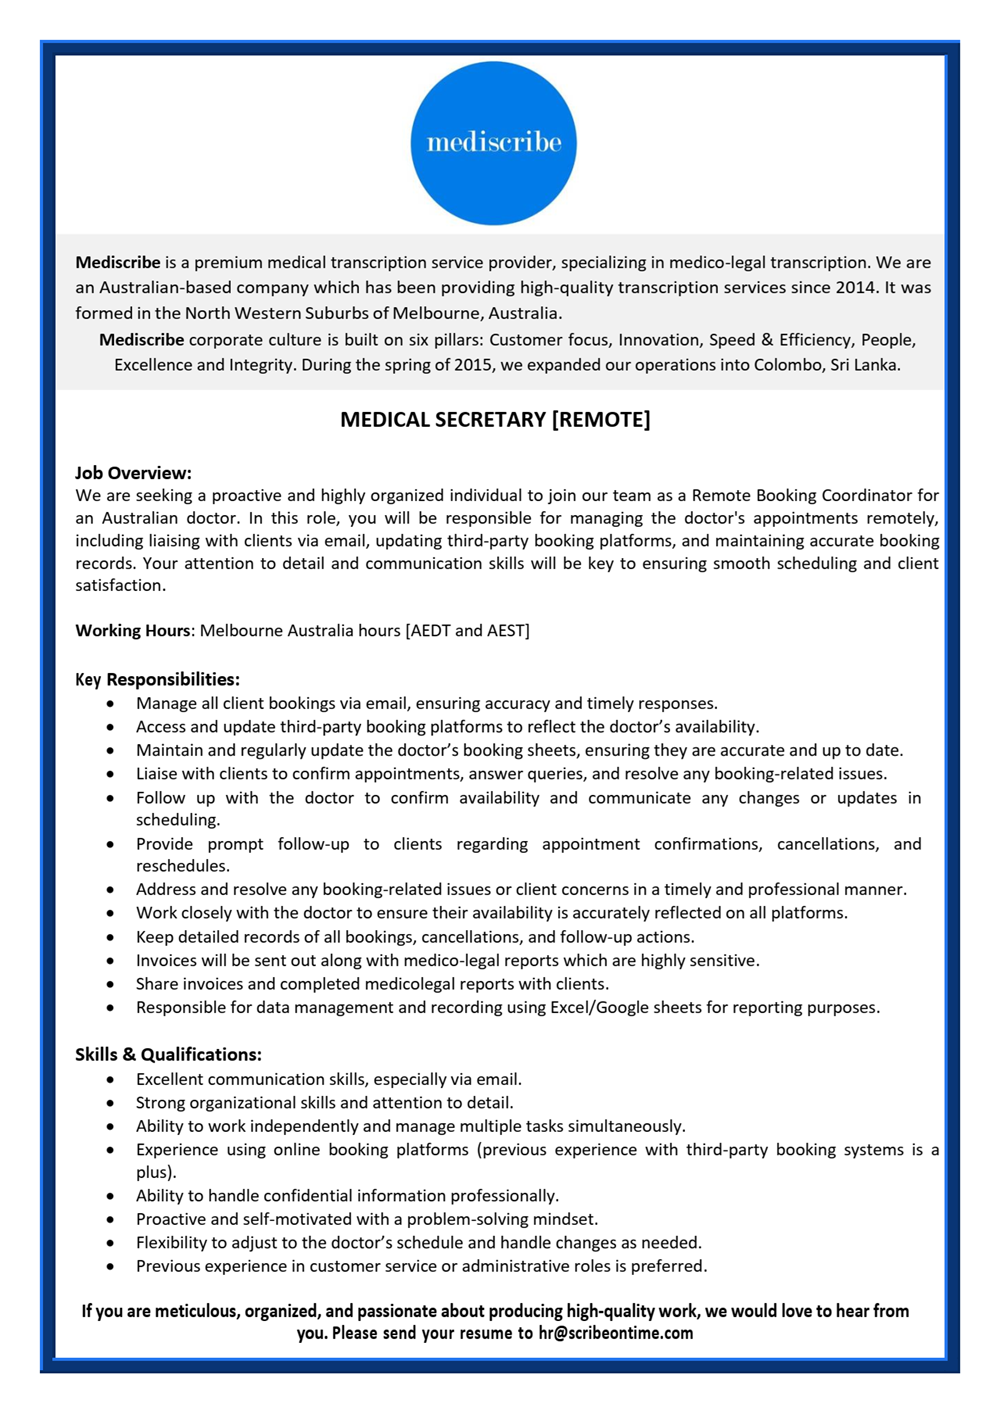 mediscribe
Mediscribe is a premium medical transcription service provider, specializing in medico-legal transcription. We are
an Australian-based company which has been providing high-quality transcription services since 2014. It was
formed in the North Western Suburbs of Melbourne, Australia.
Mediscribe corporate culture is built on six pillars: Customer focus, Innovation, Speed & Efficiency, People,
Excellence and Integrity. During the spring of 2015, we expanded our operations into Colombo, Sri Lanka.
MEDICAL SECRETARY [REMOTE]
Job Overview:
We are seeking a proactive and highly organized individual to join our team as a Remote Booking Coordinator for
an Australian doctor. In this role, you will be responsible for managing the doctor's appointments remotely,
including liaising with clients via email, updating third-party booking platforms, and maintaining accurate booking
records. Your attention to detail and communication skills will be key to ensuring smooth scheduling and client
satisfaction.
Working Hours: Melbourne Australia hours [AEDT and AEST]
Key Responsibilities:
• Manage all client bookings via email, ensuring accuracy and timely responses.
• Access and update third-party booking platforms to reflect the doctor’s availability.
• Maintain and regularly update the doctor’s booking sheets, ensuring they are accurate and up to date.
• Liaise with clients to confirm appointments, answer queries, and resolve any booking-related issues.
• Follow up with the doctor to confirm availability and communicate any changes or updates in
scheduling.
• Provide prompt follow-up to clients regarding appointment confirmations, cancellations, and
reschedules.
• Address and resolve any booking-related issues or client concerns in a timely and professional manner.
• Work closely with the doctor to ensure their availability is accurately reflected on all platforms.
• Keep detailed records of all bookings, cancellations, and follow-up actions.
• Invoices will be sent out along with medico-legal reports which are highly sensitive.
• Share invoices and completed medicolegal reports with clients.
• Responsible for data management and recording using Excel/Google sheets for reporting purposes.
Skills & Qualifications:
• Excellent communication skills, especially via email.
• Strong organizational skills and attention to detail.
• Ability to work independently and manage multiple tasks simultaneously.
• Experience using online booking platforms (previous experience with third-party booking systems is a
plus).
• Ability to handle confidential information professionally.
• Proactive and self-motivated with a problem-solving mindset.
• Flexibility to adjust to the doctor’s schedule and handle changes as needed.
• Previous experience in customer service or administrative roles is preferred.
If you are meticulous, organized, and passionate about producing high-quality work, we would love to hear from
you. Please send your resume to hr@scribeontime.com